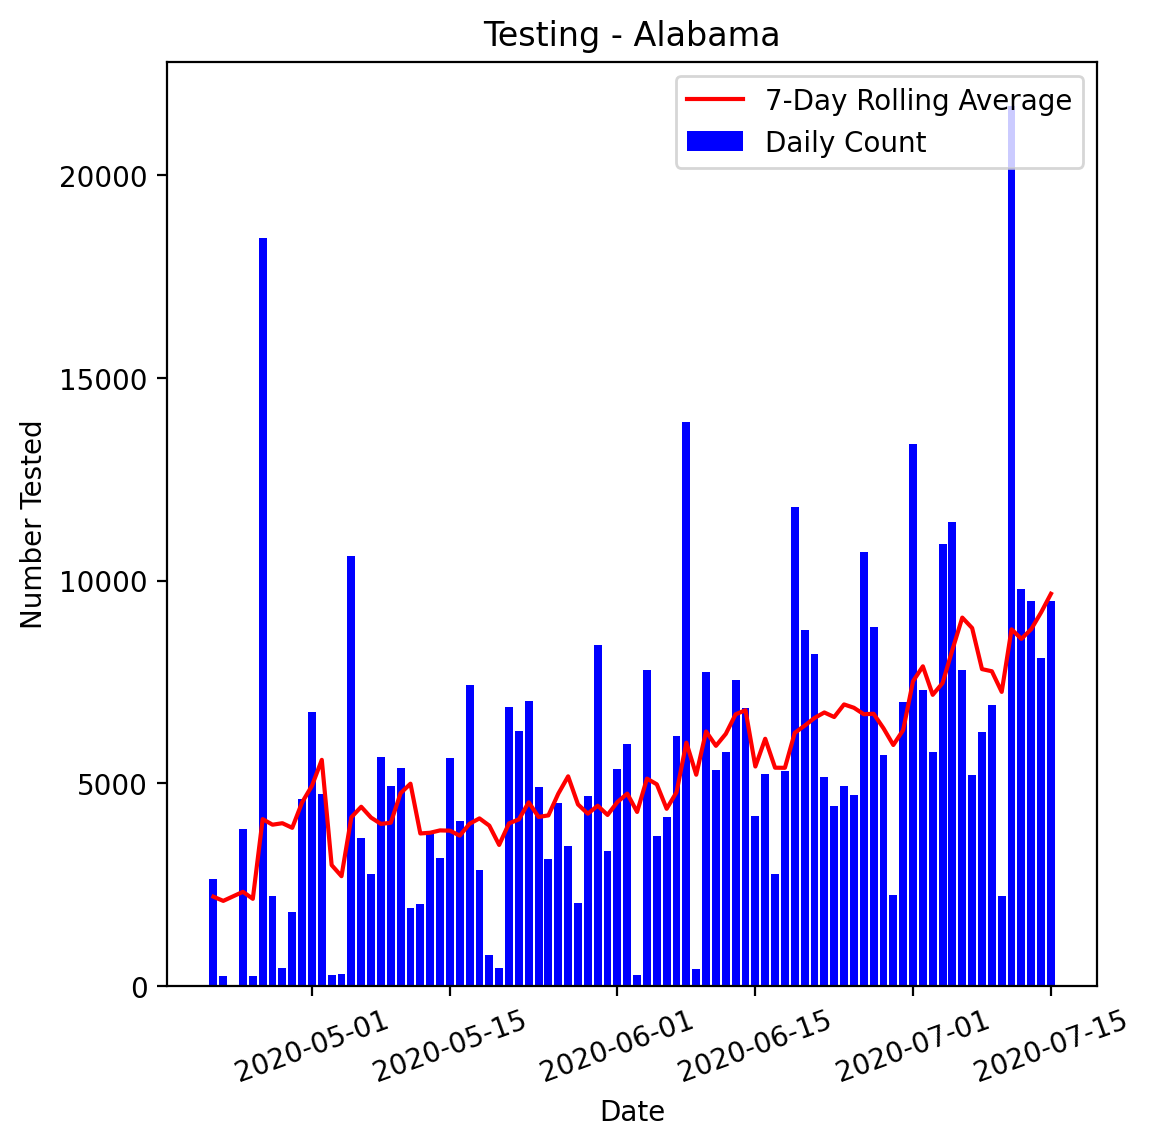 Testing - Alabama
7-Day Rolling Average
Daily Count
20000
15000
10000
5000
0
Number Tested
2020-05-01
2020-05-15
2020-06-01
2020-06-15
2020-07-01
2020-07-15
Date